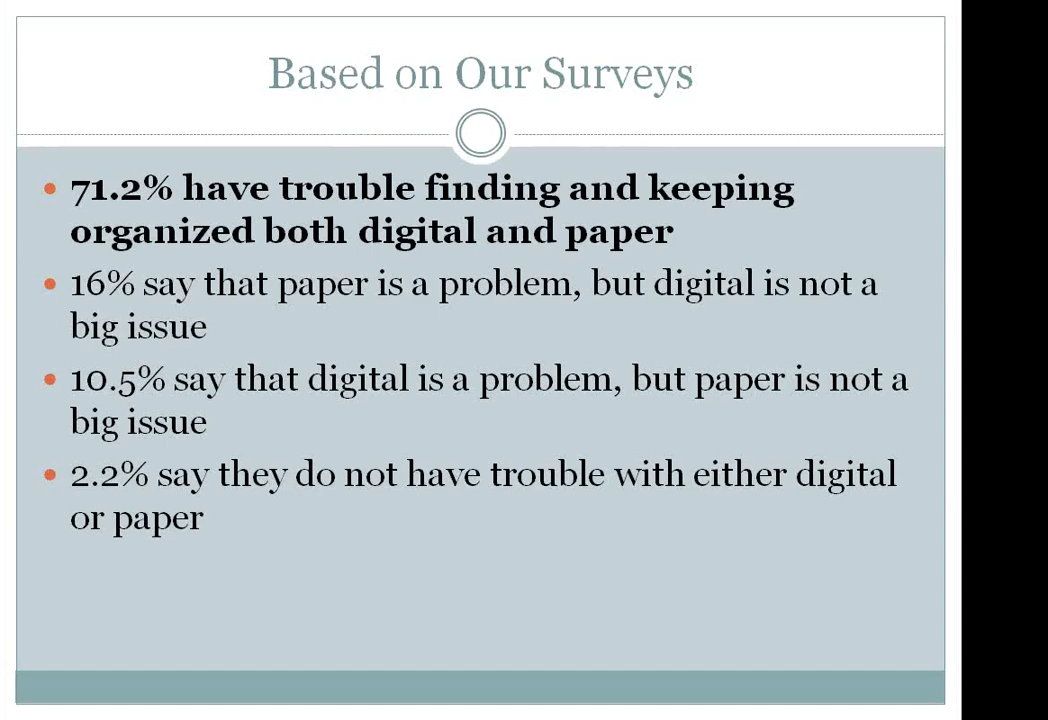 Based on Our Surveys
• 71.2% have trouble finding and keeping
organized both digital and paper
• 16% say that paper is a problem, but digital is not a
big issue
• 10.5% say that digital is a problem, but paper is not a
big issue
• 2.2% say they do not have trouble with either digital
or paper